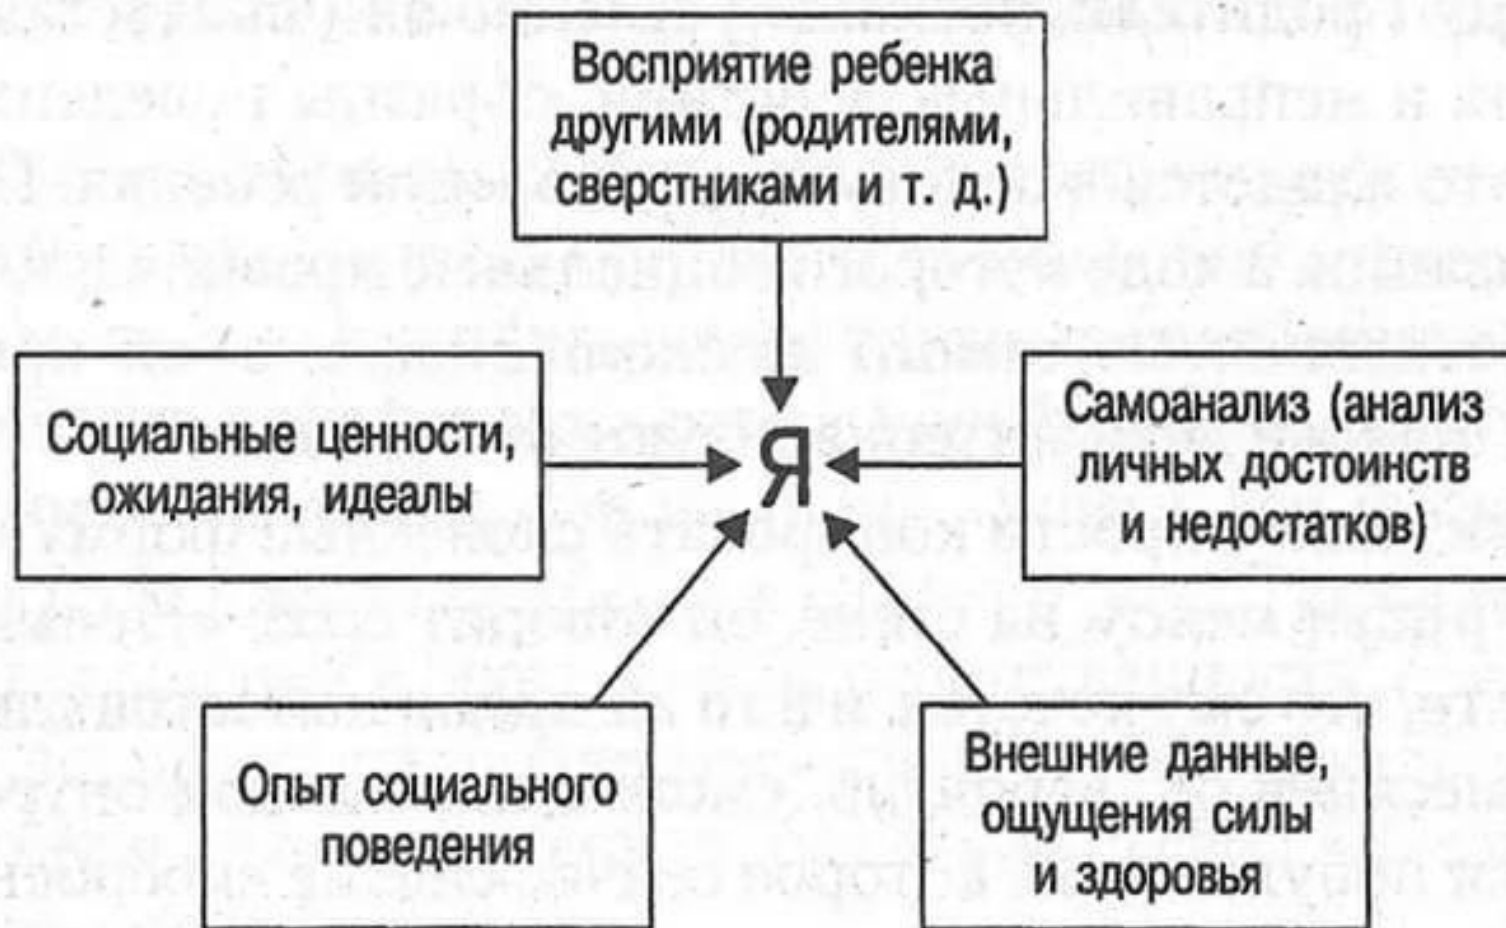 Восприятие ребенка
другими (родителями,
сверстниками и т. д.)
Социальные ценности,
ожидания, идеалы
Я
Самоанализ (анализ
личных достоинств
и недостатков)
Опыт социального
поведения
Внешние данные,
ощущения силы
и здоровья